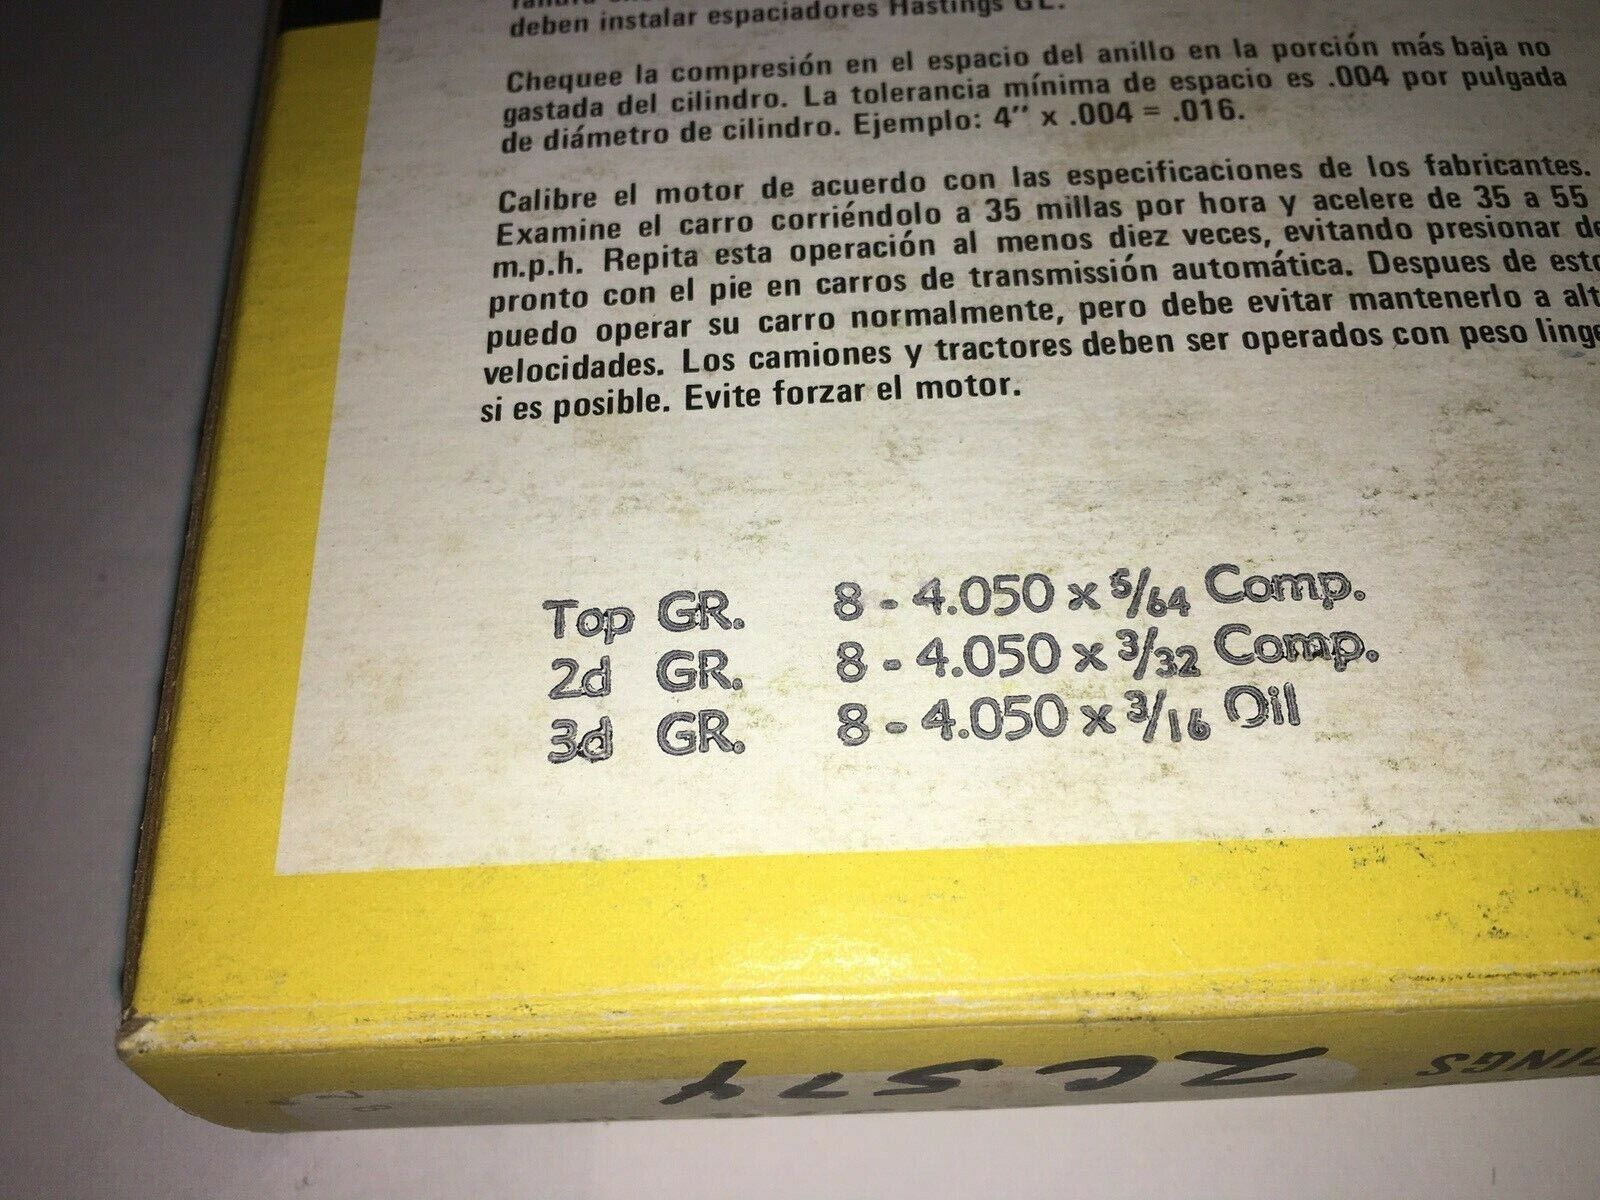 deben instalar espaciadores Hastings GL.
Chequee la compresión en el espacio del anillo en la porción más baja no
gastada del cilindro. La tolerancia mínima de espacio es .004 por pulgada
de diámetro de cilindro. Ejemplo: 4" x .004 = .016.
Calibre el motor de acuerdo con las especificaciones de los fabricantes.
Examine el carro corriéndolo a 35 millas por hora y acelere de 35 a 55
m.p.h. Repita esta operación al menos diez veces, evitando presionar de
pronto con el pie en carros de transmissión automática. Despues de esto
puedo operar su carro normalmente, pero debe evitar mantenerlo a alt
velocidades. Los camiones y tractores deben ser operados con peso linge
si es posible. Evite forzar el motor.
Top GR. 8 - 4.050 x 5/64 Comp.
2d GR. 8 - 4.050 x 3/32 Comp.
3d GR. 8 - 4.050 x 3/16 Oil